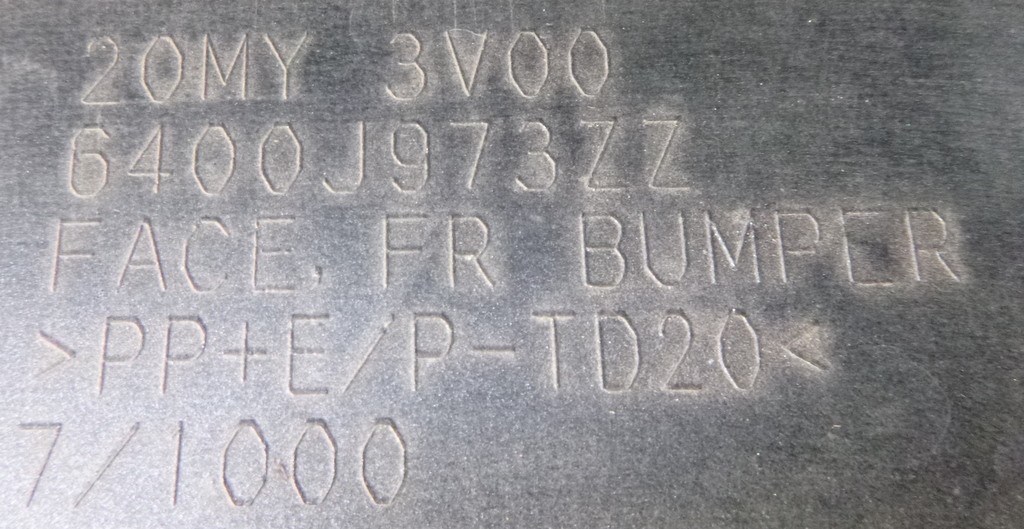 20MY 3V00
6400J973ZZ
FACE, FR BUMPER
>PP+E/P-TD20<
7/1000